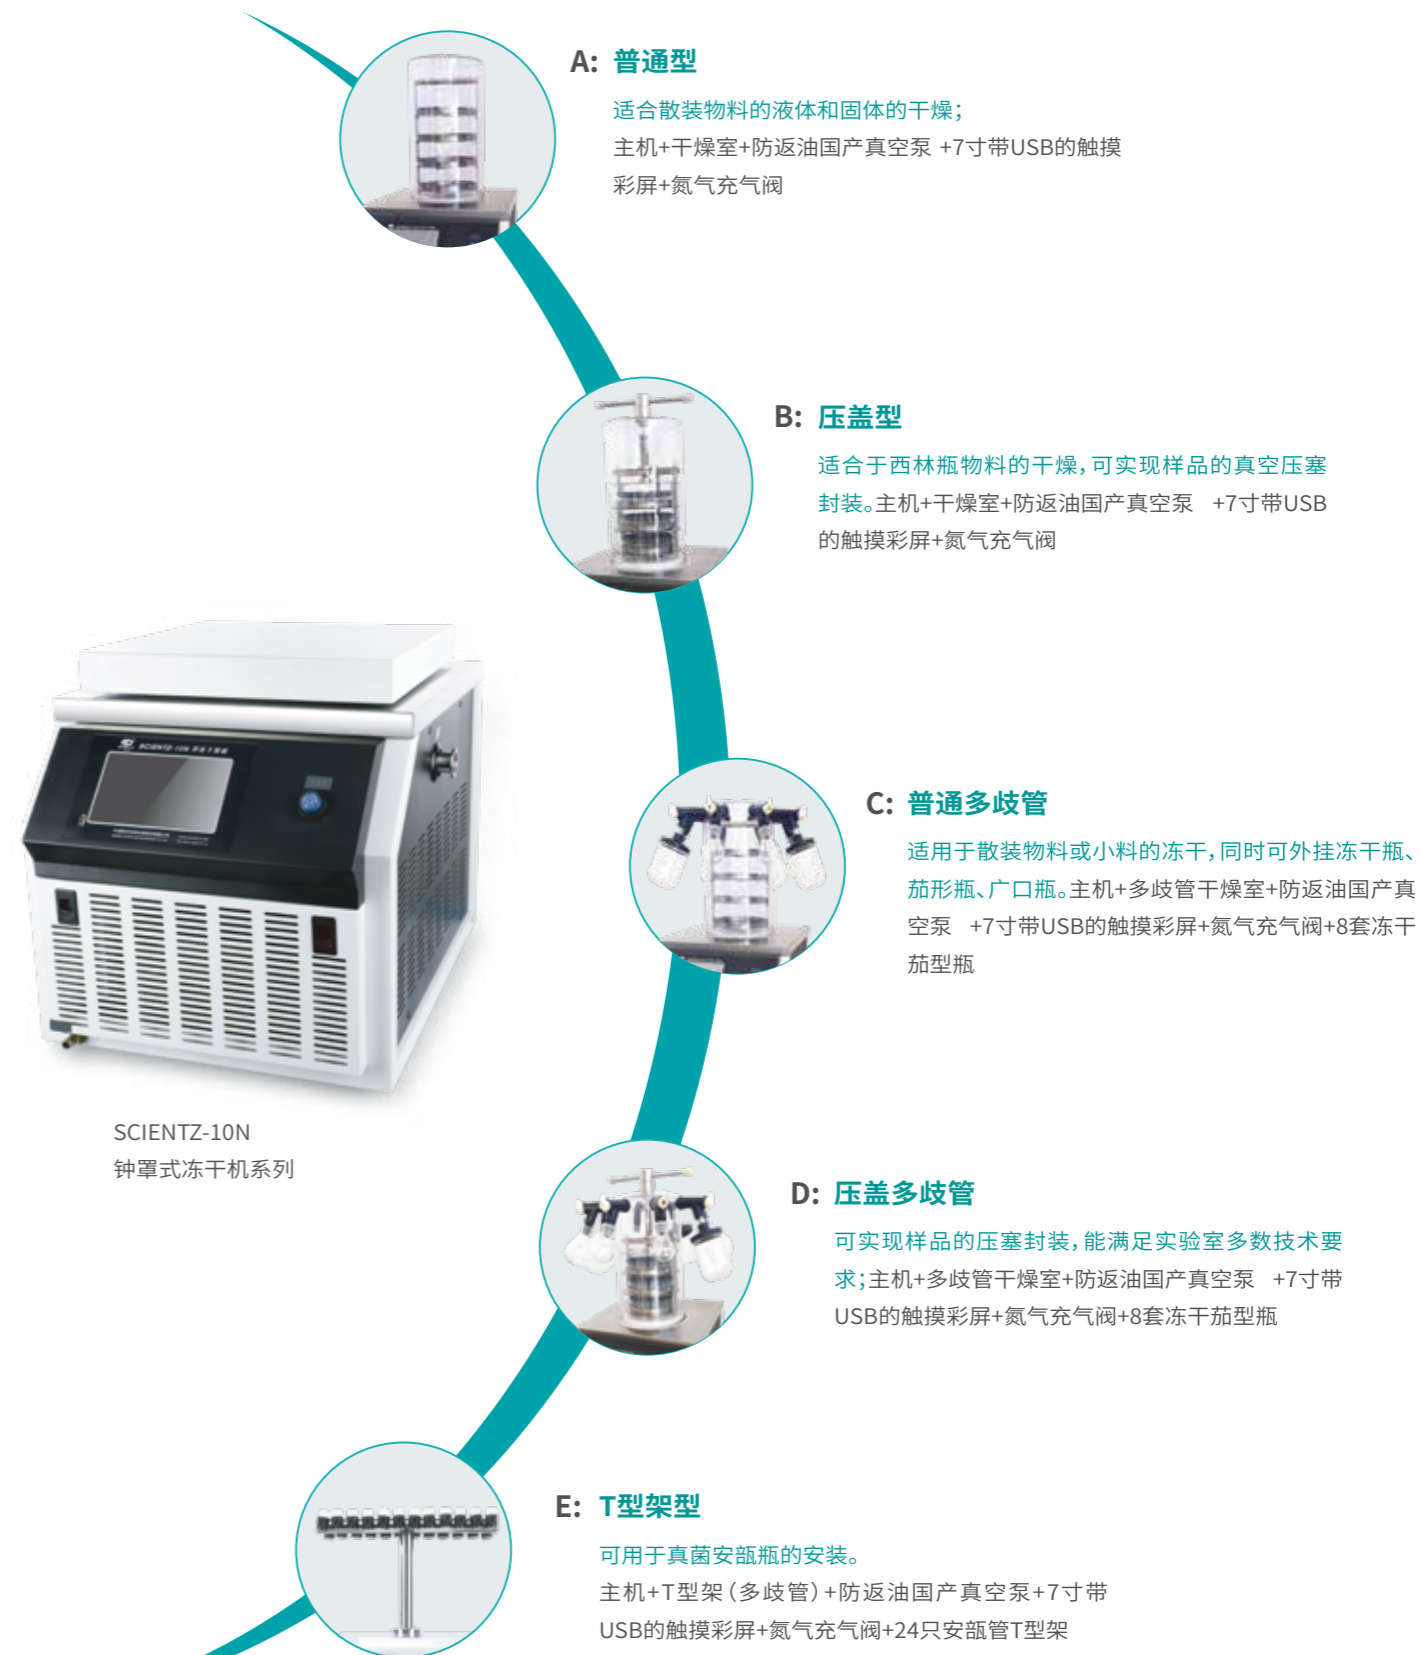 A: 普通型
适合散装物料的液体和固体的干燥;
主机+干燥室+防返油国产真空泵 +7寸带USB的触摸
彩屏+氮气充气阀
B: 压盖型
适合于西林瓶物料的干燥,可实现样品的真空压塞
封装。主机+干燥室+防返油国产真空泵 +7寸带USB
的触摸彩屏+氮气充气阀
SCIENTZ-10N
C: 普通多歧管
适用于散装物料或小料的冻干,同时可外挂冻干瓶、
茄形瓶、广口瓶。主机+多歧管干燥室+防返油国产真
空泵 +7寸带USB的触摸彩屏+氮气充气阀+8套冻干
茄型瓶
SCIENTZ-10N
钟罩式冻干机系列
D: 压盖多歧管
可实现样品的压塞封装,能满足实验室多数技术要
求;主机+多歧管干燥室+防返油国产真空泵 +7寸带
USB的触摸彩屏+氮气充气阀+8套冻干茄型瓶
E: T型架型
可用于真菌安瓿瓶的安装。
主机+T型架(多歧管)+防返油国产真空泵+7寸带
USB的触摸彩屏+氮气充气阀+24只安瓿管T型架